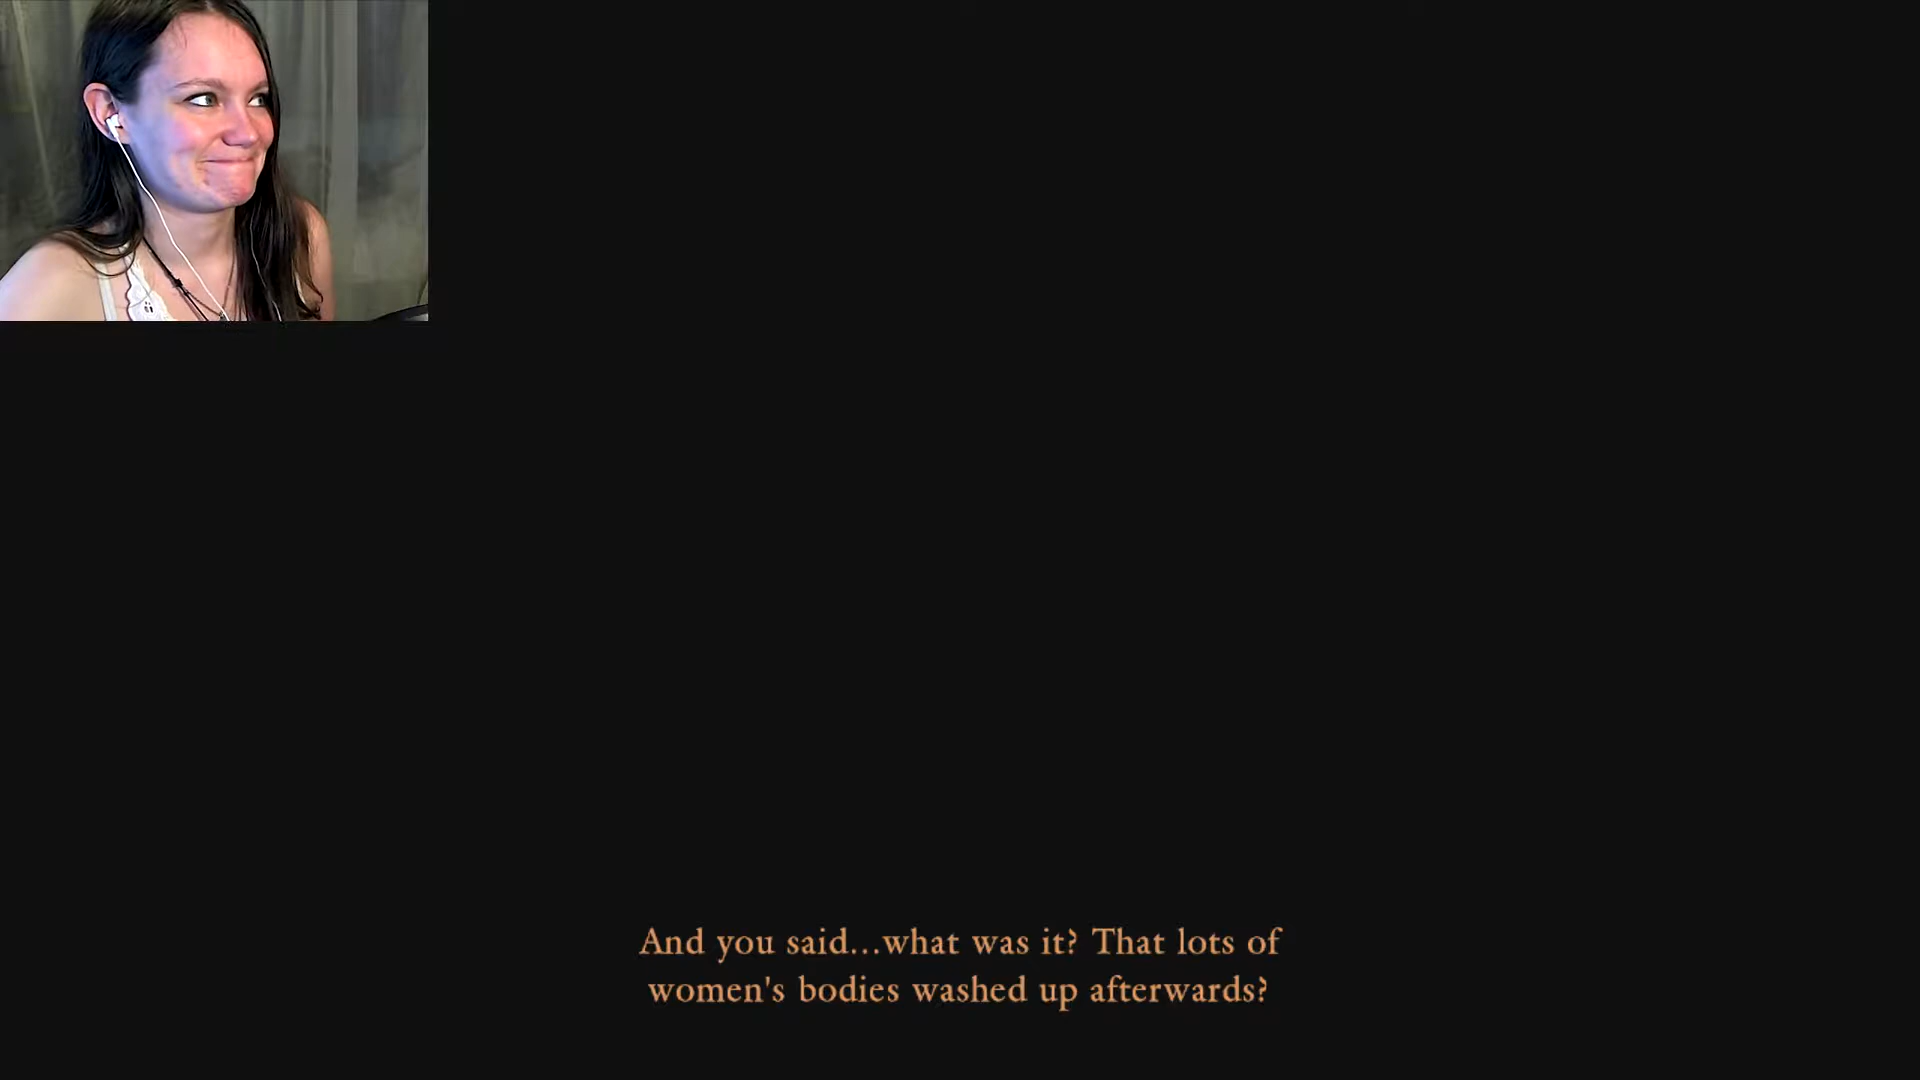 And you said...what was it? That lots of
women's bodies washed up afterwards?